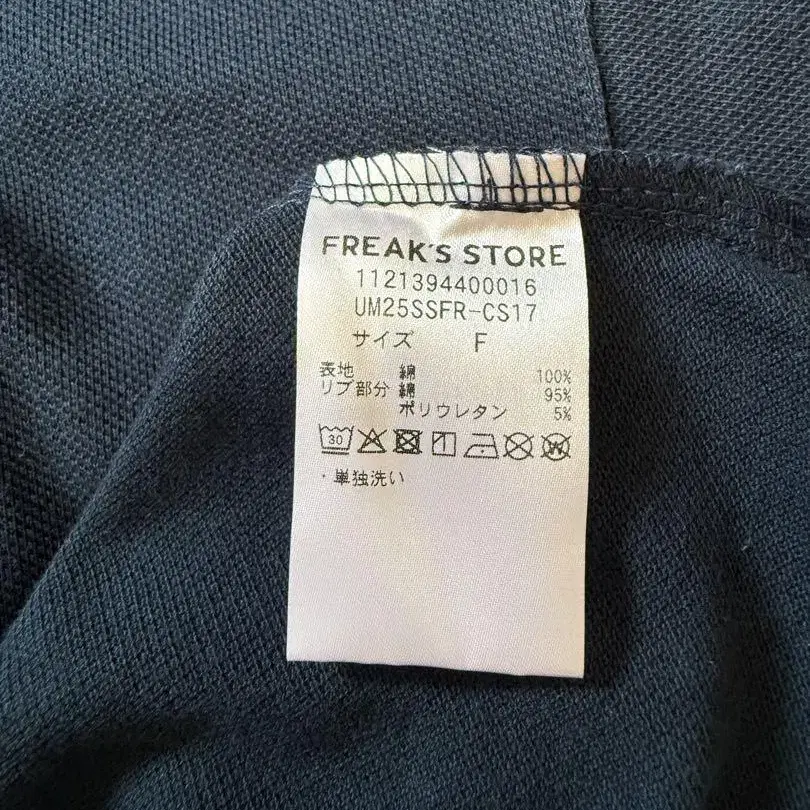 FREAK'S STORE
1121394400016
UM25SSFR-CS17
サイズ F
表地 綿 100%
リブ部分 綿 95%
ポリウレタン 5%
30 W
・単独洗い